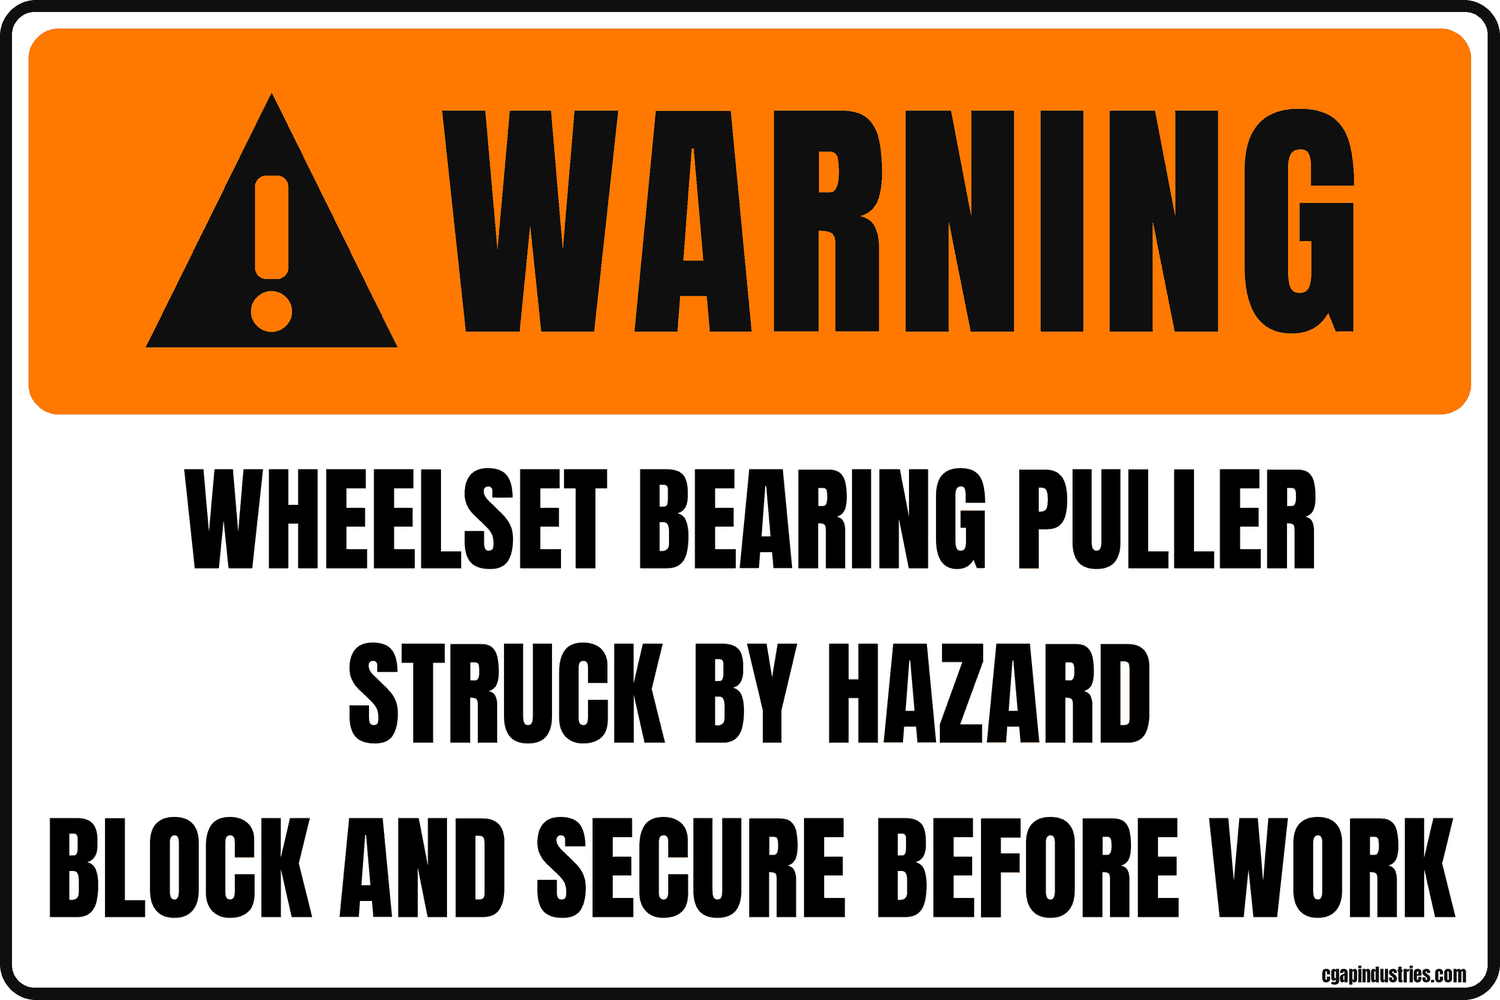 WARNING
WHEELSET BEARING PULLER
STRUCK BY HAZARD
BLOCK AND SECURE BEFORE WORK
cgapindustries.com